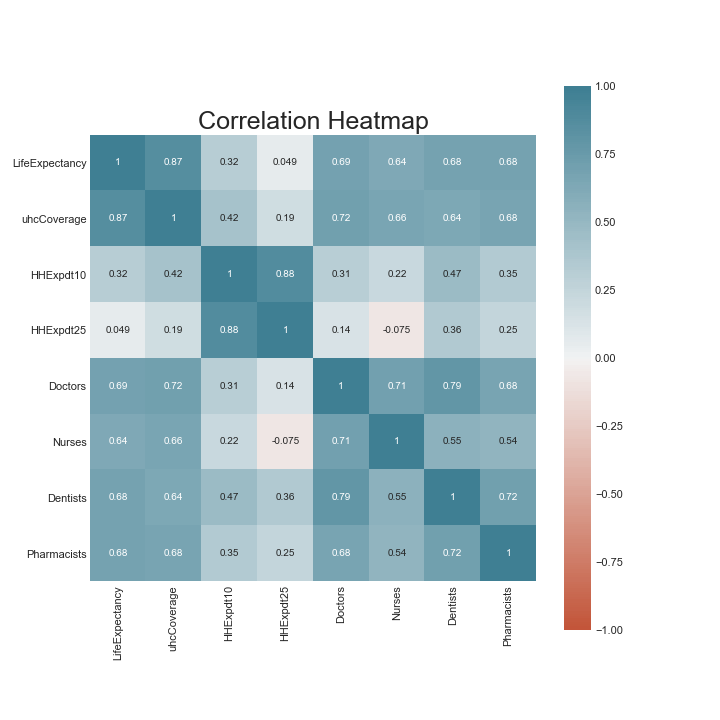 Correlation Heatmap
LifeExpectancy 1 0.87 0.32 0.049 0.69 0.64 0.68 0.68
uhcCoverage 0.87 1 0.42 0.19 0.72 0.66 0.64 0.68
HHExpdt10 0.32 0.42 1 0.88 0.31 0.22 0.47 0.35
HHExpdt25 0.049 0.19 0.88 1 0.14 -0.075 0.36 0.25
Doctors 0.69 0.72 0.31 0.14 1 0.71 0.79 0.68
Nurses 0.64 0.66 0.22 -0.075 0.71 1 0.55 0.54
Dentists 0.68 0.64 0.47 0.36 0.79 0.55 1 0.72
Pharmacists 0.68 0.68 0.35 0.25 0.68 0.54 0.72 1
LifeExpectancy
uhcCoverage
HHExpdt10
HHExpdt25
Doctors
Nurses
Dentists
Pharmacists
1.00
0.75
0.50
0.25
0.00
−0.25
−0.50
−0.75
−1.00